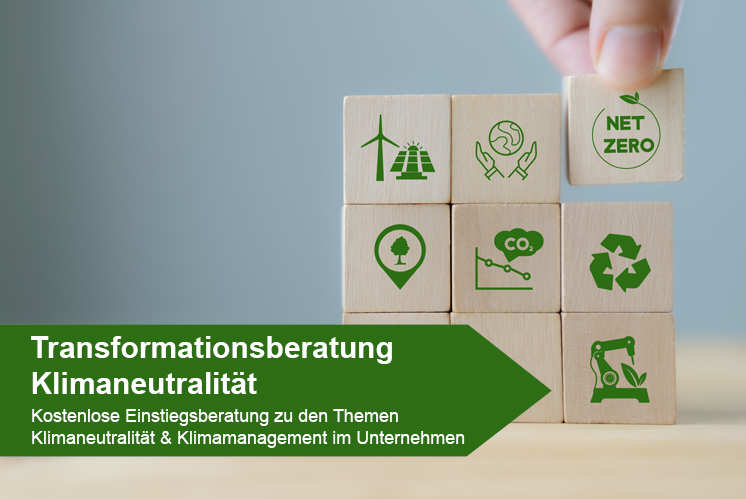 NET
ZERO
CO₂
Transformationsberatung
Klimaneutralität
Kostenlose Einstiegsberatung zu den Themen
Klimaneutralität & Klimamanagement im Unternehmen